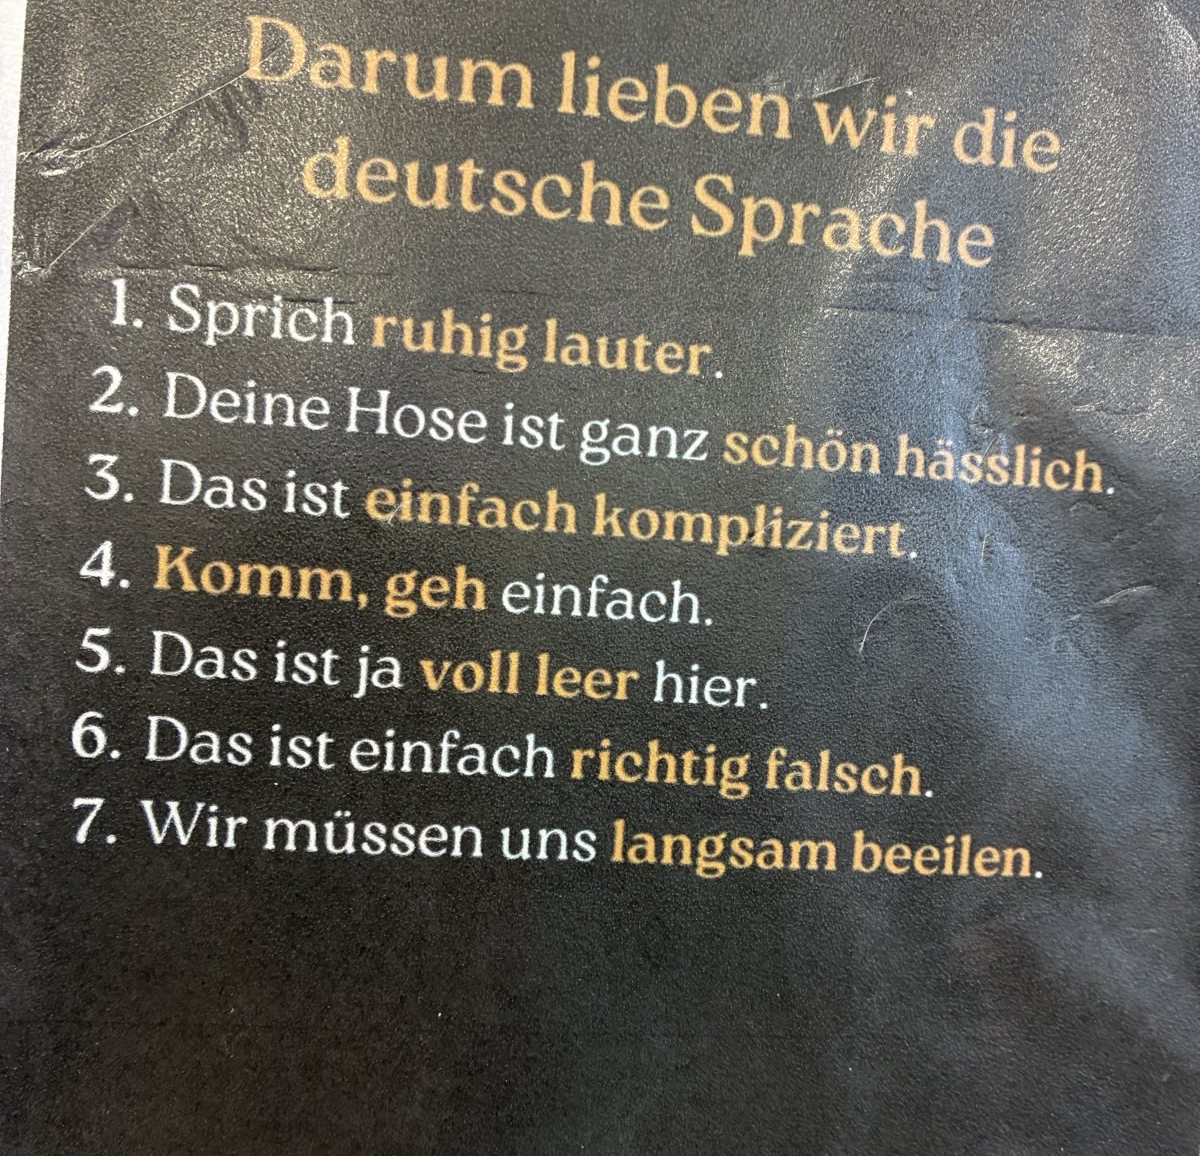 Darum lieben wir die
deutsche Sprache
1. Sprich ruhig lauter.
2. Deine Hose ist ganz schön hässlich.
3. Das ist einfach kompliziert.
4. Komm, geh einfach.
5. Das ist ja voll leer hier.
6. Das ist einfach richtig falsch.
7. Wir müssen uns langsam beeilen.